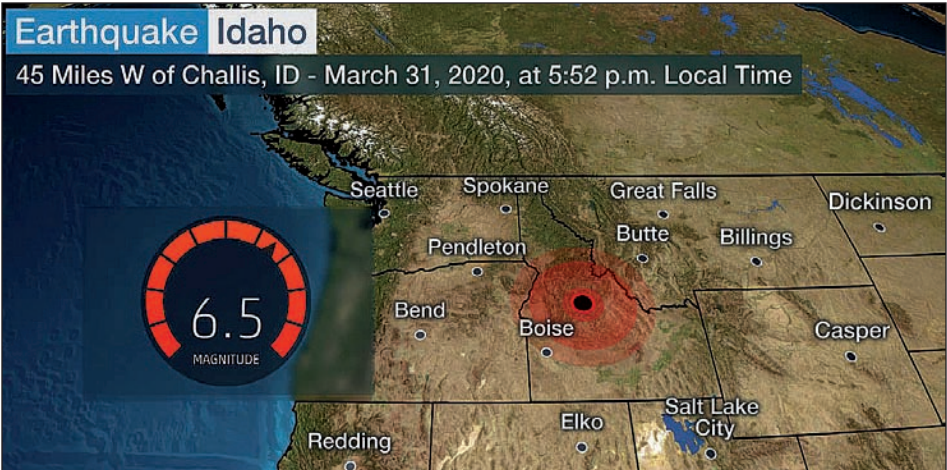 Earthquake Idaho
45 Miles W of Challis, ID - March 31, 2020, at 5:52 p.m. Local Time
Seattle
Spokane
Great Falls
Dickinson
Pendleton
Butte
Billings
6.5
MAGNITUDE
Bend
Boise
Casper
Redding
Elko
Salt Lake
City